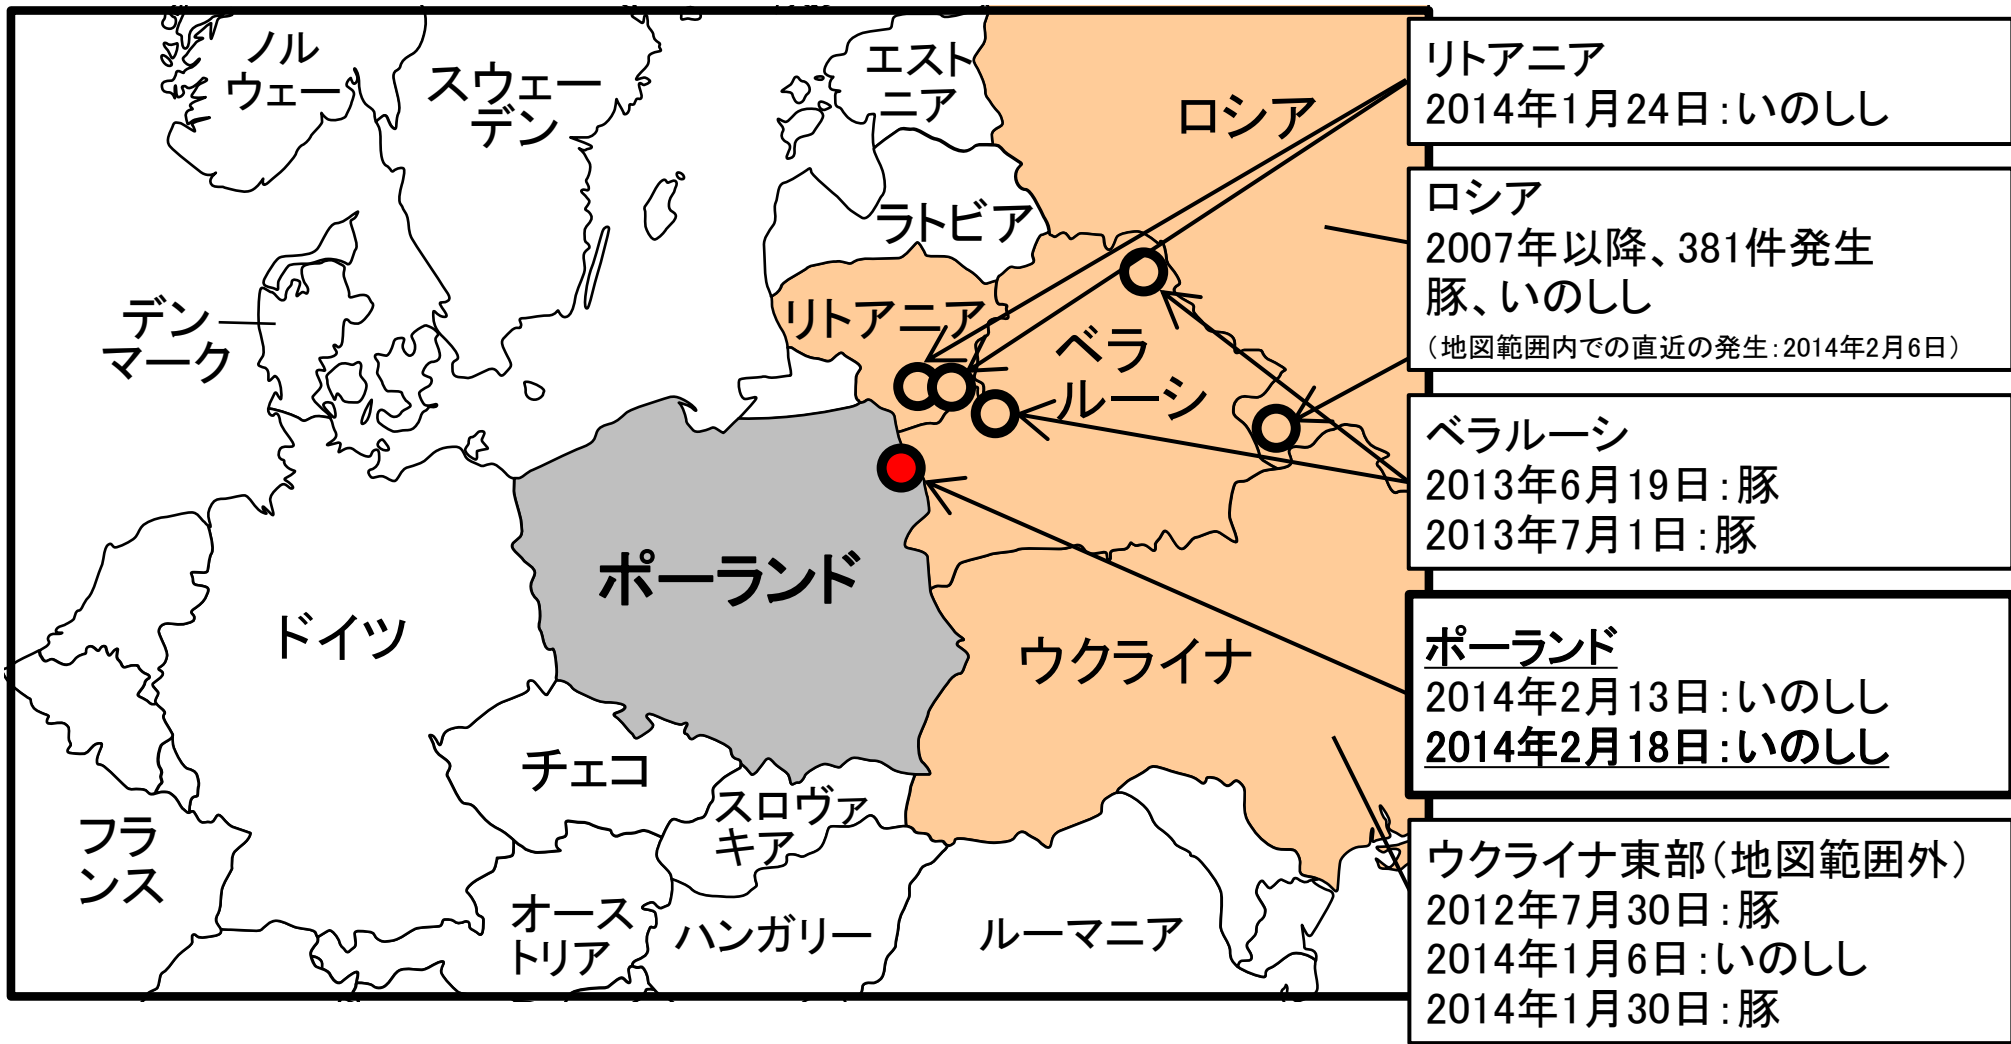 ノル
ウェー
スウェー
デン
エスト
ニア
ロシア
ラトビア
リトアニア
ベラ
ルーシ
デン
マーク
ポーランド
ドイツ
ウクライナ
チェコ
スロヴァ
キア
フラ
ンス
オース
トリア
ハンガリー
ルーマニア
リトアニア
2014年1月24日：いのしし
ロシア
2007年以降、381件発生
豚、いのしし
（地図範囲内での直近の発生：2014年2月6日）
ベラルーシ
2013年6月19日：豚
2013年7月1日：豚
ポーランド
2014年2月13日：いのしし
2014年2月18日：いのしし
ウクライナ東部（地図範囲外）
2012年7月30日：豚
2014年1月6日：いのしし
2014年1月30日：豚